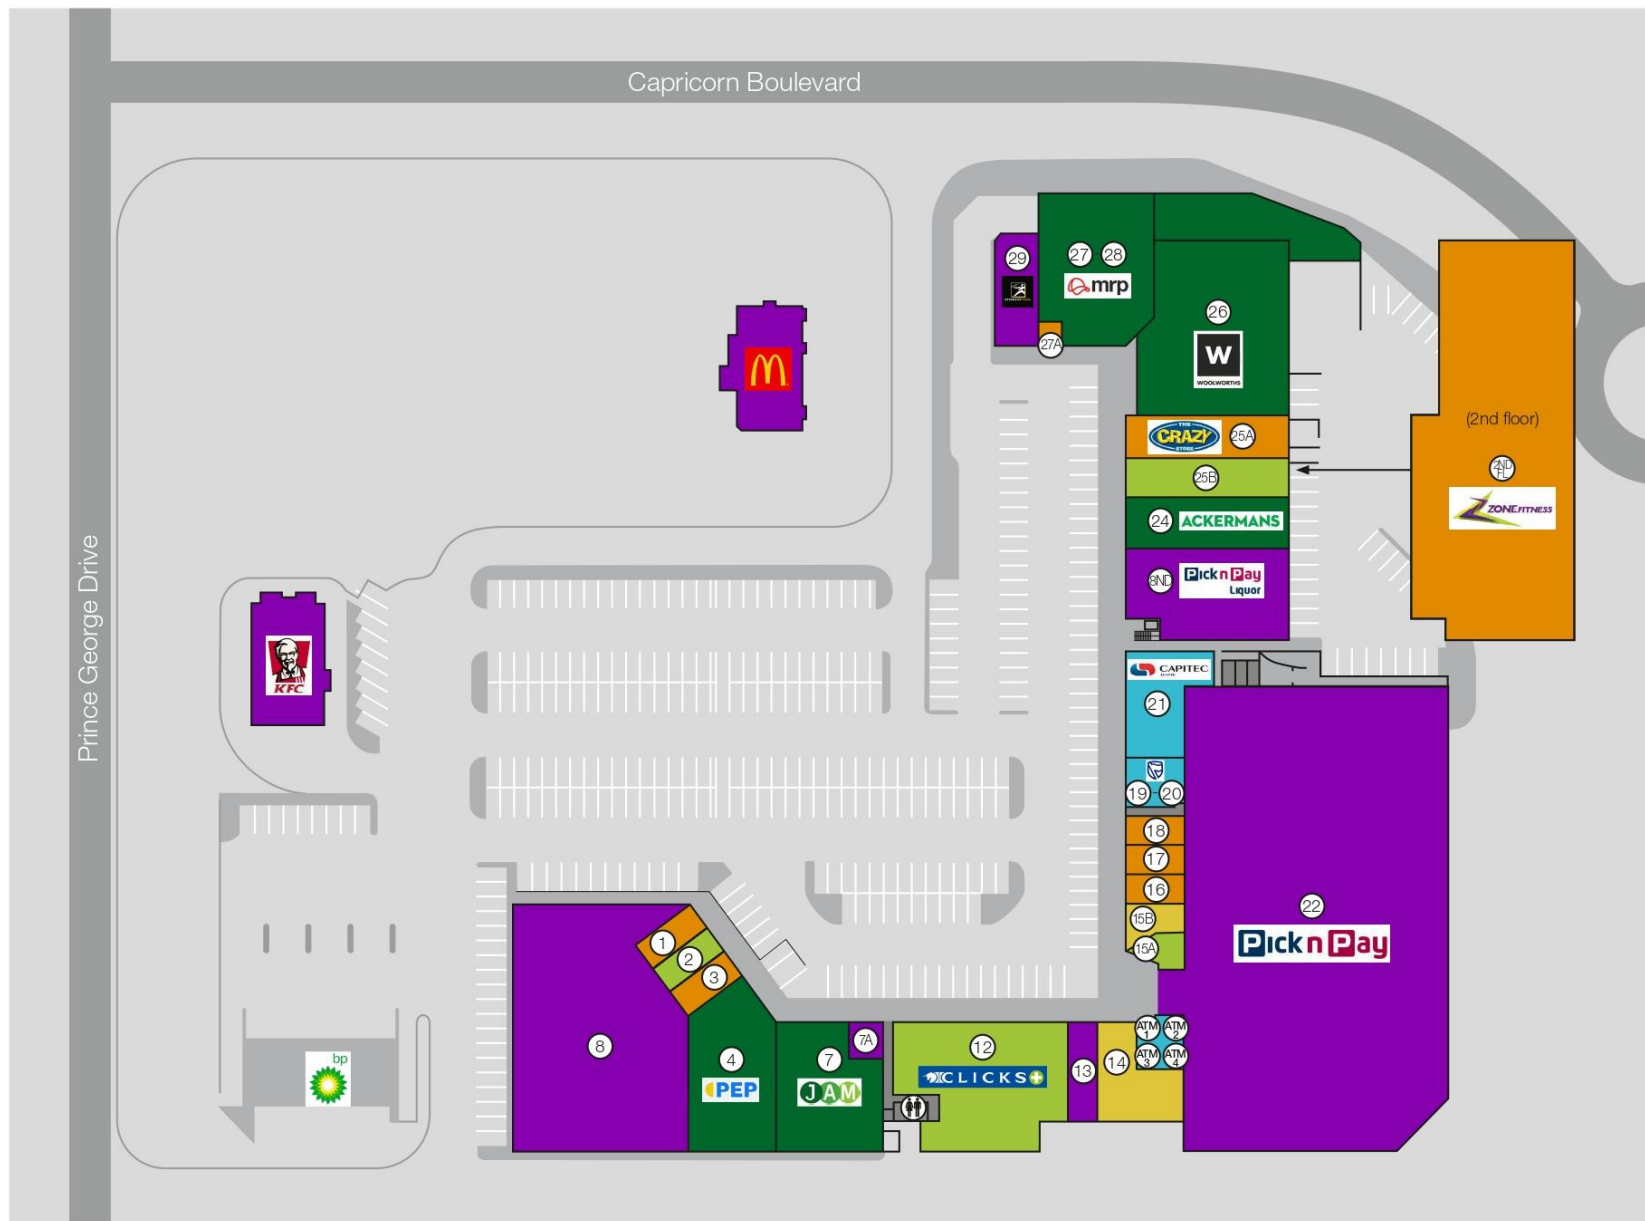 Capricorn Boulevard
Prince George Drive
29
27 28
mrp
27A
26
W
WOOLWORTHS
THE
CRAZY
STORE
25A
25B
24 ACKERMANS
8ND
Pick n Pay
Liquor
(2nd floor)
2ND
FL
ZONE FITNESS
KFC
CAPITEC
BANK
21
19 - 20
18
17
16
15B
15A
22
Pick n Pay
1
2
3
8
4
PEP
7
7A
JAM
12
CLICKS
13
14
ATM
1
ATM
2
ATM
3
ATM
4
bp